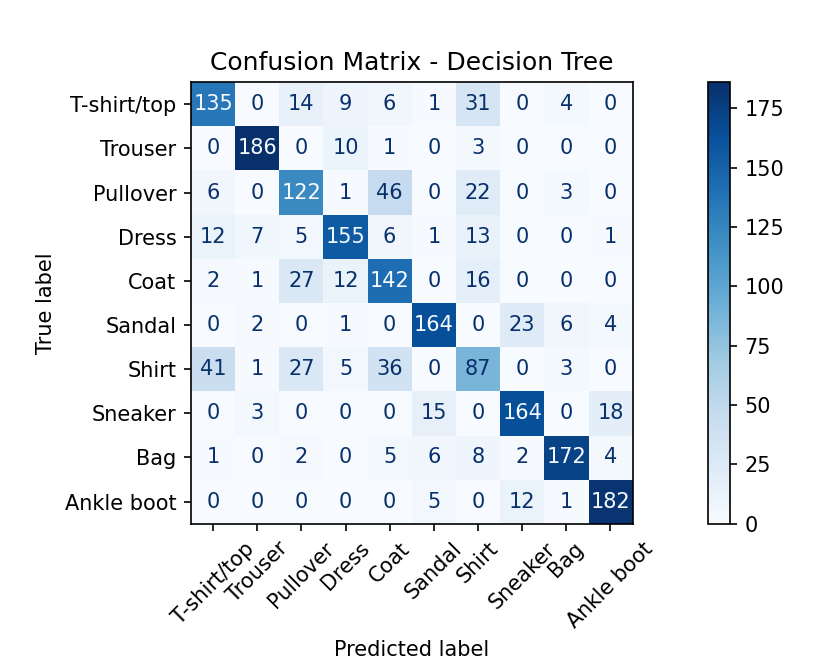 Confusion Matrix - Decision Tree
T-shirt/top 135 0 14 9 6 1 31 0 4 0
Trouser 0 186 0 10 1 0 3 0 0 0
Pullover 6 0 122 1 46 0 22 0 3 0
Dress 12 7 5 155 6 1 13 0 0 1
Coat 2 1 27 12 142 0 16 0 0 0
Sandal 0 2 0 1 0 164 0 23 6 4
Shirt 41 1 27 5 36 0 87 0 3 0
Sneaker 0 3 0 0 0 15 164 0 18
Bag 1 0 2 0 5 6 8 2 172 4
Ankle boot 0 0 0 0 0 5 0 12 1 182
True label
T-shirt/top Trouser Pullover Dress Coat Sandal Shirt Sneaker Bag Ankle boot
Predicted label
175
150
125
100
75
50
25
0